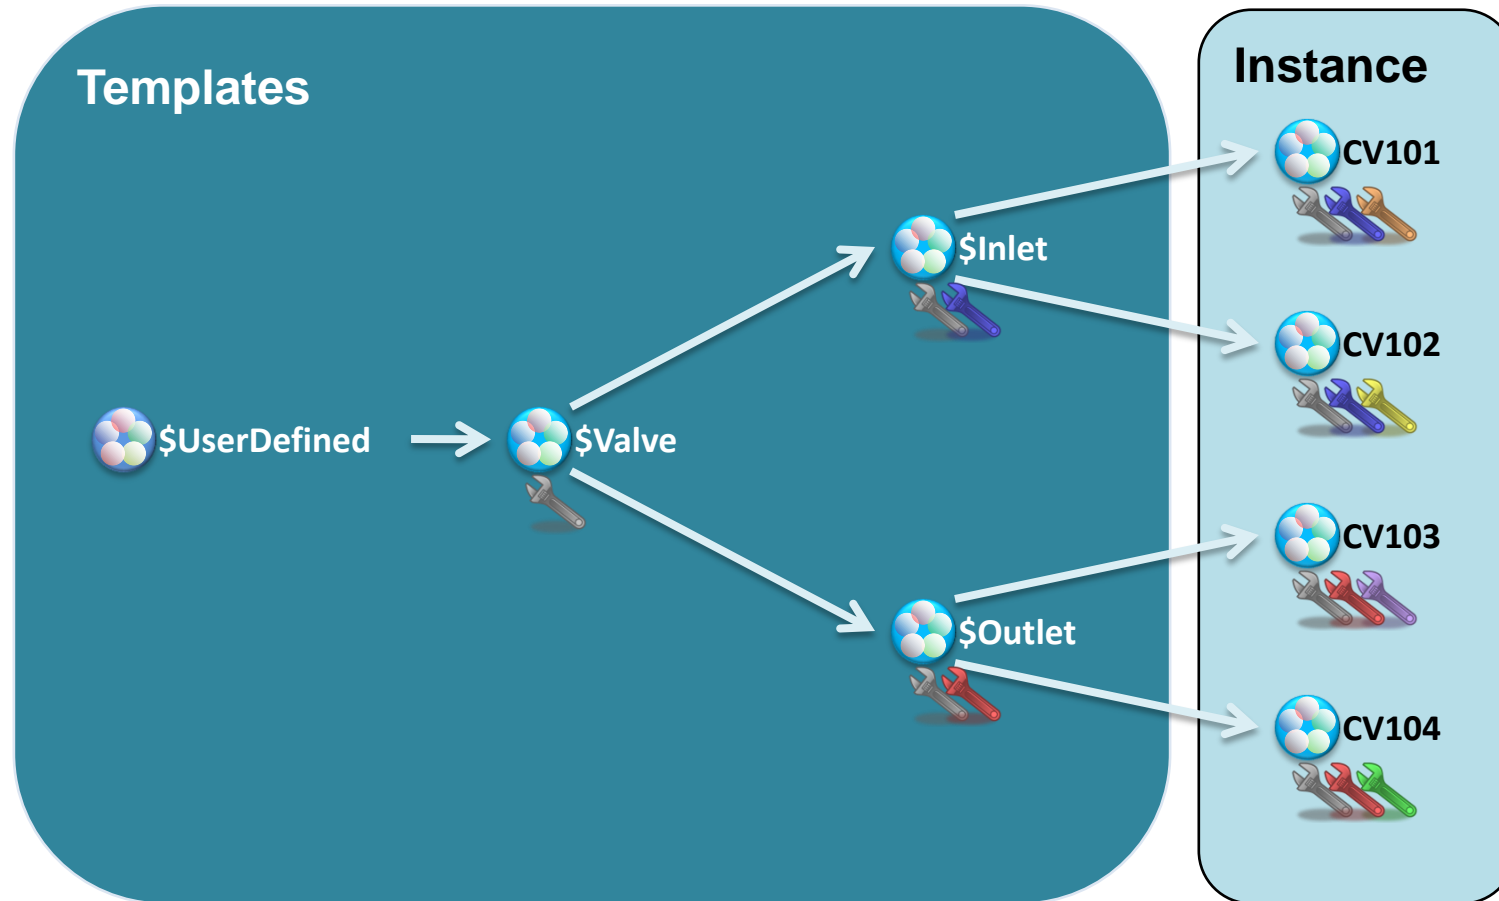 Templates
Instance
CV101
$Inlet
CV102
$UserDefined
$Valve
CV103
$Outlet
CV104